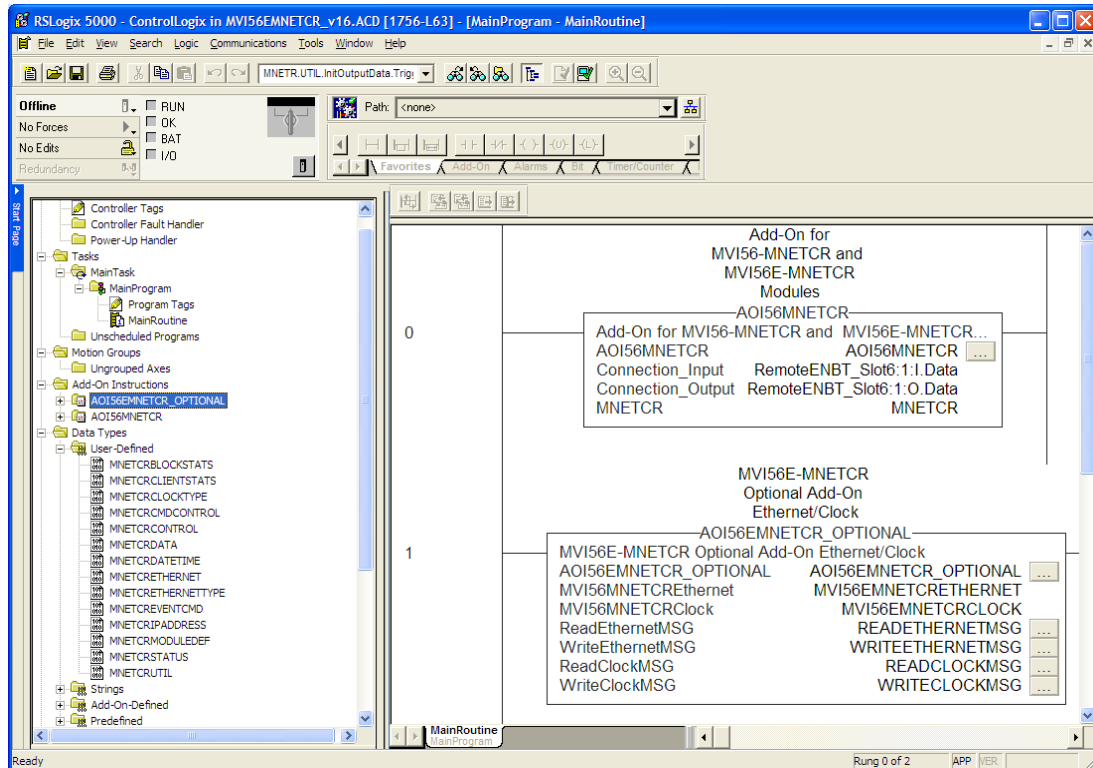 RSLogix 5000 - ControlLogix in MVI56EMNETCR_v16.ACD [1756-L63] - [MainProgram - MainRoutine]
File Edit View Search Logic Communications Tools Window Help
MNETR.UTIL.InitOutputData.Trig
Offline
RUN
No Forces
OK
No Edits
BAT
Redundancy
I/O
Path: <none>
Favorites Add-On Alarms Bit Timer/Counter
Start Page
Controller Tags
Controller Fault Handler
Power-Up Handler
Tasks
MainTask
MainProgram
Program Tags
MainRoutine
Unscheduled Programs
Motion Groups
Ungrouped Axes
Add-On Instructions
AOI56EMNETCR_OPTIONAL
AOI56MNETCR
Data Types
User-Defined
MNETCRBLOCKSTATS
MNETCRCLIENTSTATS
MNETCRCLOCKTYPE
MNETCRCMDCONTROL
MNETCRCONTROL
MNETCRDATA
MNETCRDATETIME
MNETCRETHERNET
MNETCRETHERNETTYPE
MNETCREVENTCMD
MNETCRIPADDRESS
MNETCRMODULEDEF
MNETCRSTATUS
MNETCRUTIL
Strings
Add-On-Defined
Predefined
Add-On for
MVI56-MNETCR and
MVI56E-MNETCR
Modules
AOI56MNETCR
0
Add-On for MVI56-MNETCR and MVI56E-MNETCR...
AOI56MNETCR AOI56MNETCR ...
Connection_Input RemoteENBT_Slot6:1:I.Data
Connection_Output RemoteENBT_Slot6:1:O.Data
MNETCR MNETCR
MVI56E-MNETCR
Optional Add-On
Ethernet/Clock
AOI56EMNETCR_OPTIONAL
1
MVI56E-MNETCR Optional Add-On Ethernet/Clock
AOI56EMNETCR_OPTIONAL AOI56EMNETCR_OPTIONAL ...
MVI56MNETCREthernet MVI56EMNETCRETHERNET
MVI56MNETCRClock MVI56EMNETCRCLOCK
ReadEthernetMSG READETHERNETMSG ...
WriteEthernetMSG WRITEETHERNETMSG ...
ReadClockMSG READCLOCKMSG ...
WriteClockMSG WRITECLOCKMSG ...
MainRoutine
MainProgram
Ready
Rung 0 of 2
APP
VER